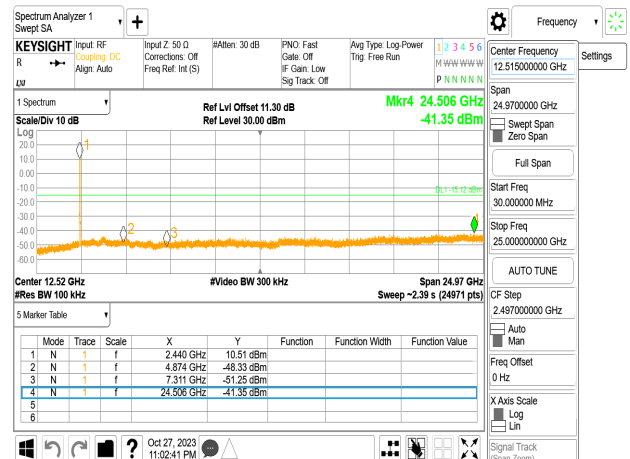 Spectrum Analyzer 1
Swept SA
Frequency
KEYSIGHT
R
Input: RF
Coupling: DC
Align: Auto
Input Z: 50 Ω
Corrections: Off
Freq Ref: Int (S)
#Atten: 30 dB
PNO: Fast
Gate: Off
IF Gain: Low
Sig Track: Off
Avg Type: Log-Power
Trig: Free Run
1 2 3 4 5 6
M W W W W W
P N N N N N
LXI
1 Spectrum
Scale/Div 10 dB
Ref Lvl Offset 11.30 dB
Ref Level 30.00 dBm
Mkr4 24.506 GHz
-41.35 dBm
Log
20.0
10.0
0.00
-10.0
-20.0
-30.0
-40.0
-50.0
-60.0
1
2
3
DL1 -15.12 dBm
Center 12.52 GHz
#Res BW 100 kHz
#Video BW 300 kHz
Span 24.97 GHz
Sweep ~2.39 s (24971 pts)
5 Marker Table
Mode Trace Scale X Y Function Function Width Function Value
1 N 1 f 2.440 GHz 10.51 dBm
2 N 1 f 4.874 GHz -48.33 dBm
3 N 1 f 7.311 GHz -51.25 dBm
4 N 1 f 24.506 GHz -41.35 dBm
5
6
?
Oct 27, 2023
11:02:41 PM
Center Frequency
12.515000000 GHz
Settings
Span
24.9700000 GHz
Swept Span
Zero Span
Full Span
Start Freq
30.000000 MHz
Stop Freq
25.000000000 GHz
AUTO TUNE
CF Step
2.497000000 GHz
Auto
Man
Freq Offset
0 Hz
X Axis Scale
Log
Lin
Signal Track
(Span Zoom)